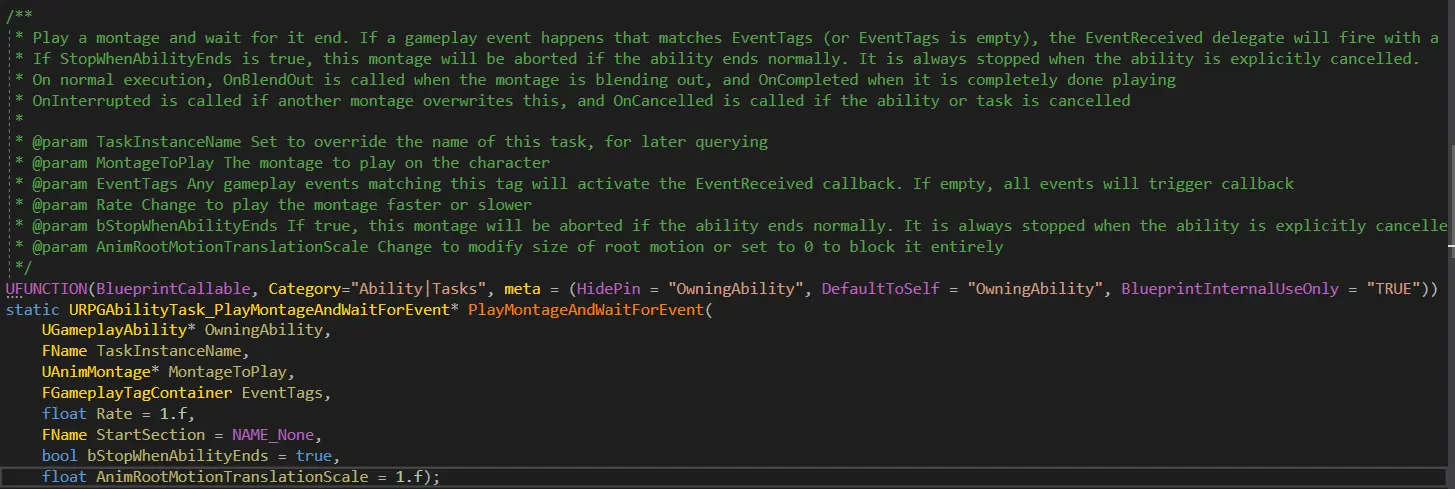 /**
* Play a montage and wait for it end. If a gameplay event happens that matches EventTags (or EventTags is empty), the EventReceived delegate will fire with a
* If StopWhenAbilityEnds is true, this montage will be aborted if the ability ends normally. It is always stopped when the ability is explicitly cancelled.
* On normal execution, OnBlendOut is called when the montage is blending out, and OnCompleted when it is completely done playing
* OnInterrupted is called if another montage overwrites this, and OnCancelled is called if the ability or task is cancelled
*
* @param TaskInstanceName Set to override the name of this task, for later querying
* @param MontageToPlay The montage to play on the character
* @param EventTags Any gameplay events matching this tag will activate the EventReceived callback. If empty, all events will trigger callback
* @param Rate Change to play the montage faster or slower
* @param bStopWhenAbilityEnds If true, this montage will be aborted if the ability ends normally. It is always stopped when the ability is explicitly cancelle
* @param AnimRootMotionTranslationScale Change to modify size of root motion or set to 0 to block it entirely
*/
UFUNCTION(BlueprintCallable, Category="Ability|Tasks", meta = (HidePin = "OwningAbility", DefaultToSelf = "OwningAbility", BlueprintInternalUseOnly = "TRUE"))
static URPGAbilityTask_PlayMontageAndWaitForEvent* PlayMontageAndWaitForEvent(
UGameplayAbility* OwningAbility,
FName TaskInstanceName,
UAnimMontage* MontageToPlay,
FGameplayTagContainer EventTags,
float Rate = 1.f,
FName StartSection = NAME_None,
bool bStopWhenAbilityEnds = true,
float AnimRootMotionTranslationScale = 1.f);